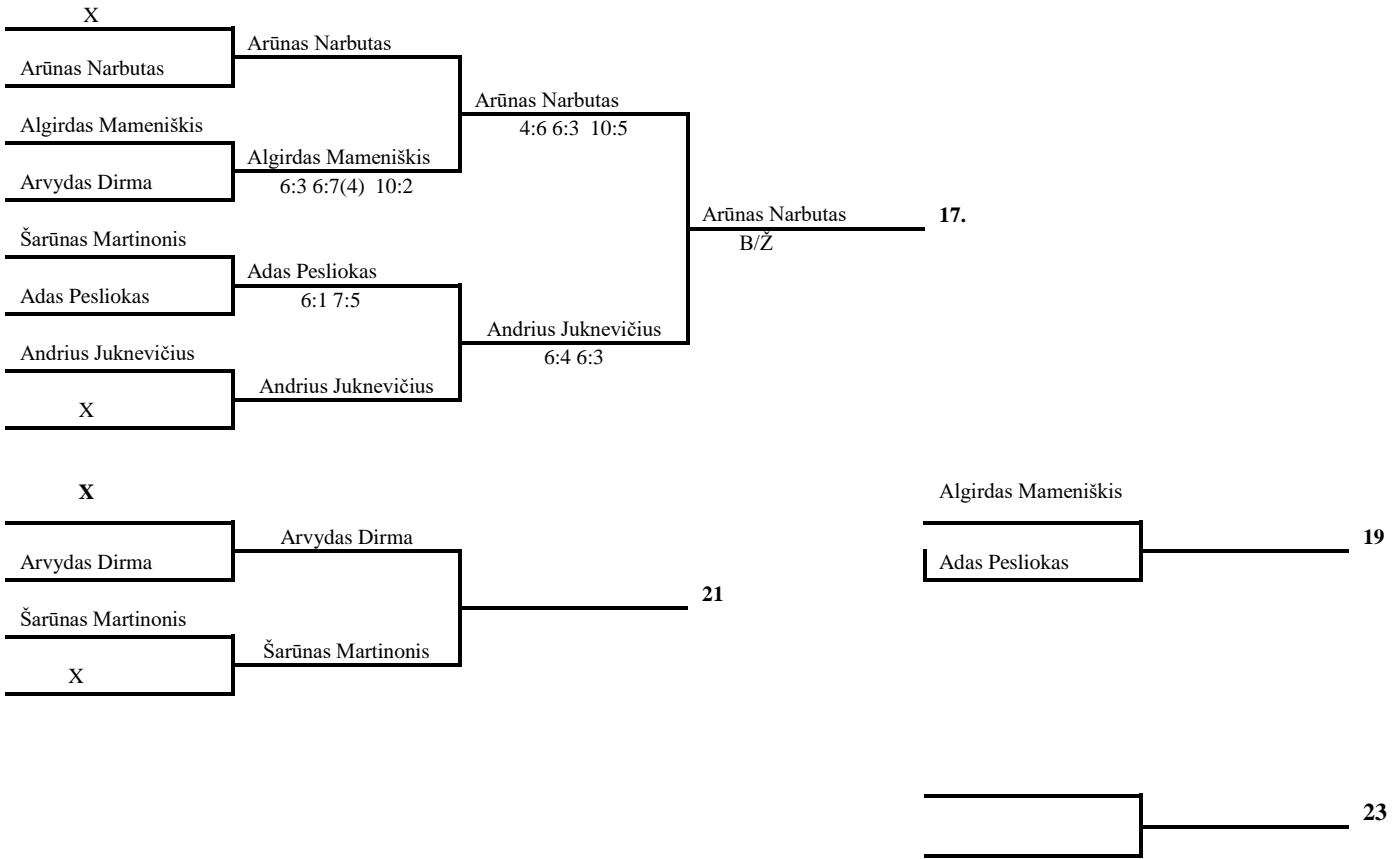 X
Arūnas Narbutas
Arūnas Narbutas
Arūnas Narbutas
4:6 6:3 10:5
Algirdas Mameniškis
Algirdas Mameniškis
6:3 6:7(4) 10:2
Arvydas Dirma
Arūnas Narbutas
17.
B/Ž
Šarūnas Martinonis
Adas Pesliokas
6:1 7:5
Adas Pesliokas
Andrius Juknevičius
6:4 6:3
Andrius Juknevičius
Andrius Juknevičius
X
X
Arvydas Dirma
Arvydas Dirma
21
Šarūnas Martinonis
Šarūnas Martinonis
X
Algirdas Mameniškis
19
Adas Pesliokas
23